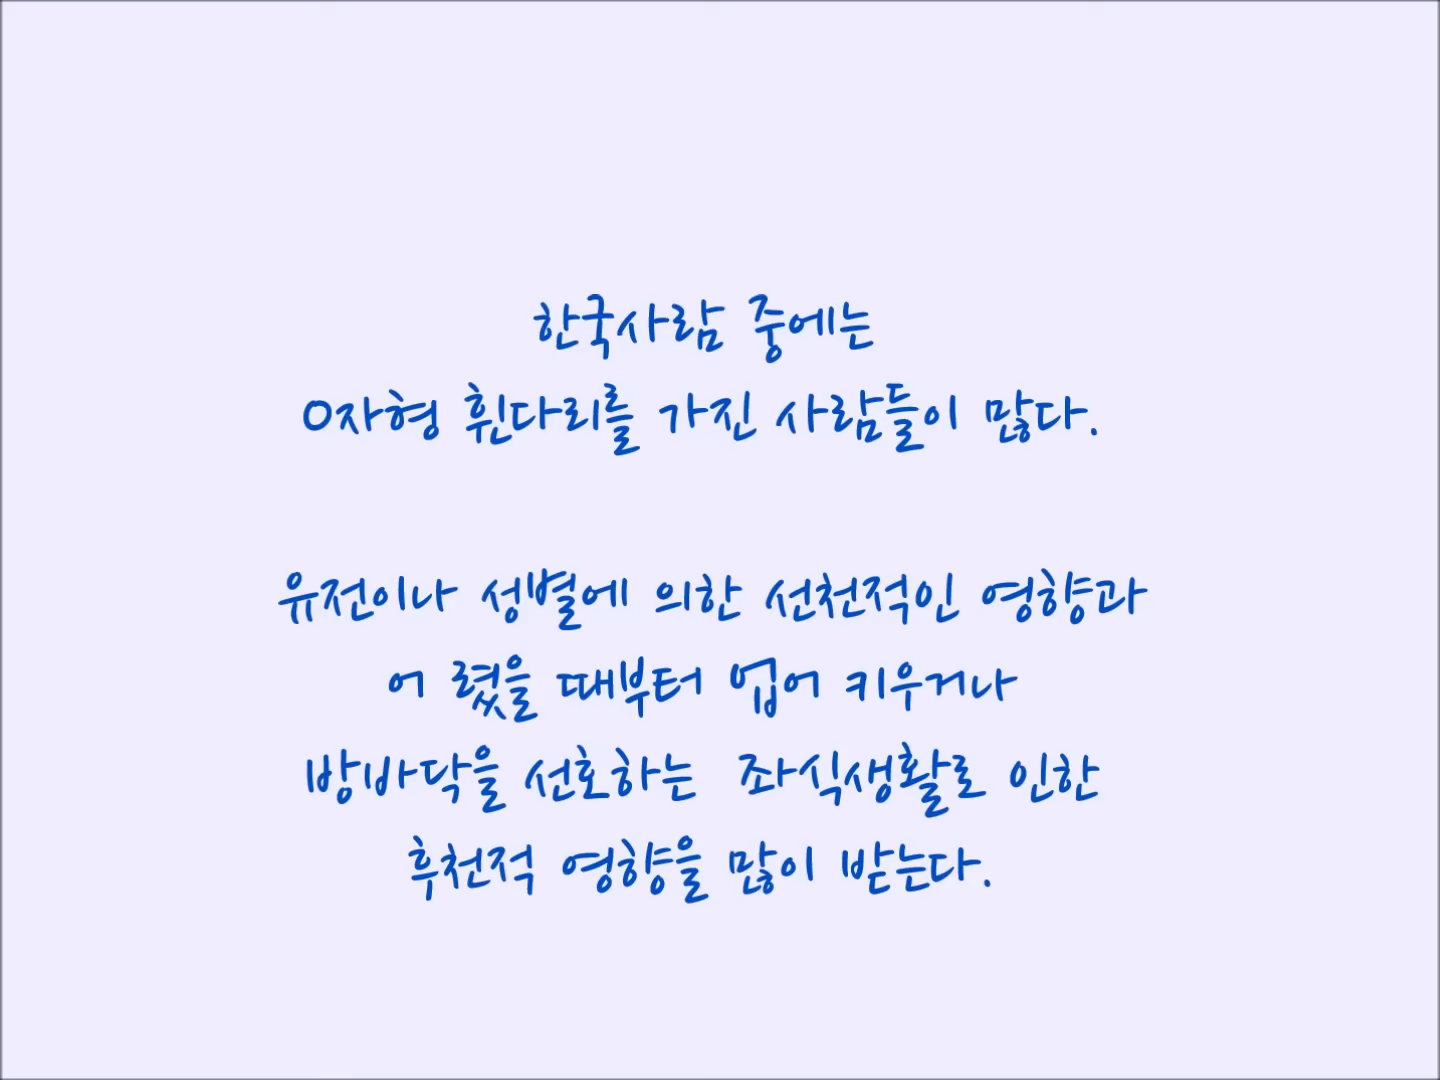 한국사람 중에는
O자형 휜다리를 가진 사람들이 많다.
유전이나 성별에 의한 선천적인 영향과
어 렸을 때부터 업어 키우거나
방바닥을 선호하는 좌식생활로 인한
후천적 영향을 많이 받는다.